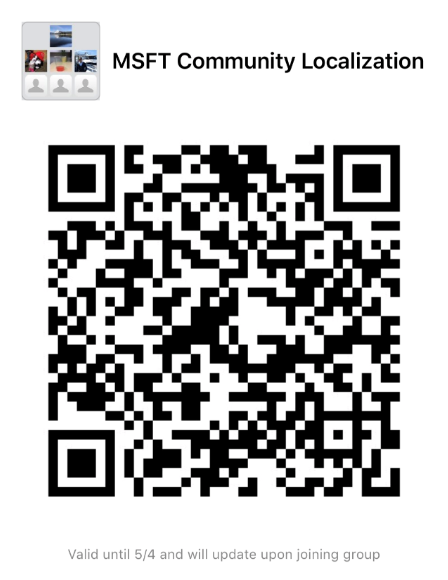 MSFT Community Localization
Valid until 5/4 and will update upon joining group